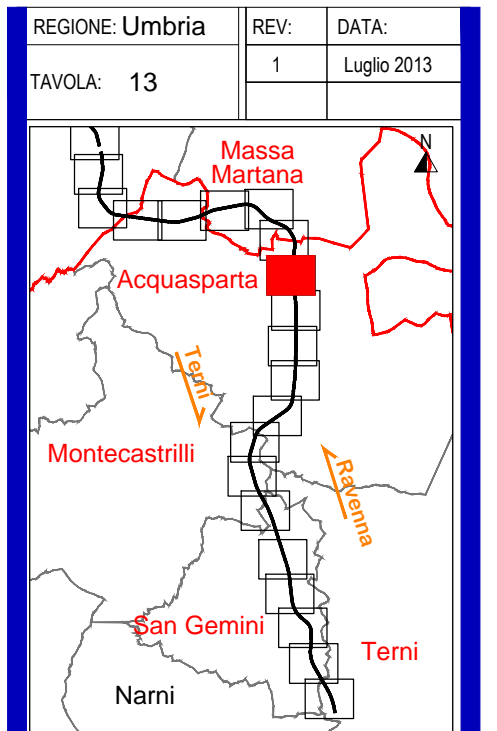 REGIONE: Umbria
REV:
DATA:
TAVOLA: 13
1
Luglio 2013
N
Massa
Martana
Acquasparta
Terni
Montecastrilli
Ravenna
San Gemini
Terni
Narni